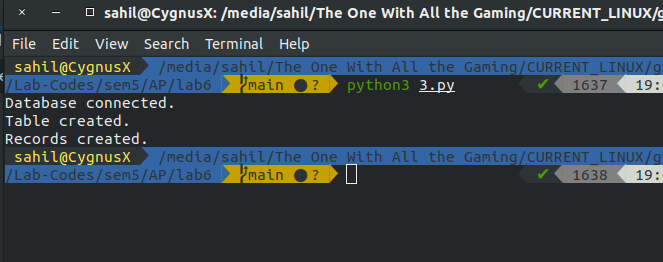 sahil@CygnusX: /media/sahil/The One With All the Gaming/CURRENT_LINUX/g
File Edit View Search Terminal Help
sahil@CygnusX /media/sahil/The One With All the Gaming/CURRENT_LINUX/g
/Lab-Codes/sem5/AP/lab6 main ● ? python3 3.py ✔ 1637 19:
Database connected.
Table created.
Records created.
sahil@CygnusX /media/sahil/The One With All the Gaming/CURRENT_LINUX/g
/Lab-Codes/sem5/AP/lab6 main ● ? ✔ 1638 19: